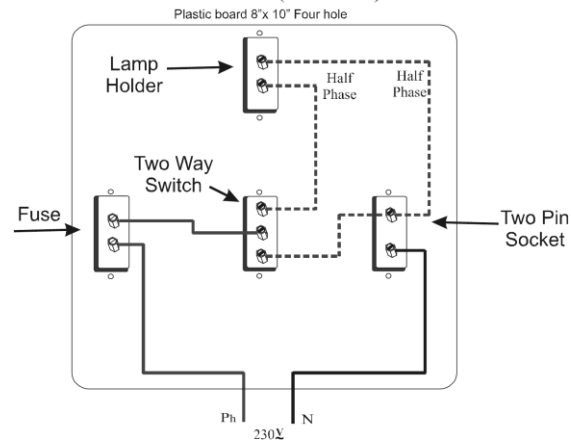 Plastic board 8"x 10" Four hole
Lamp
Holder
Half
Phase
Half
Phase
Two Way
Switch
Fuse
Two Pin
Socket
Ph
N
230V